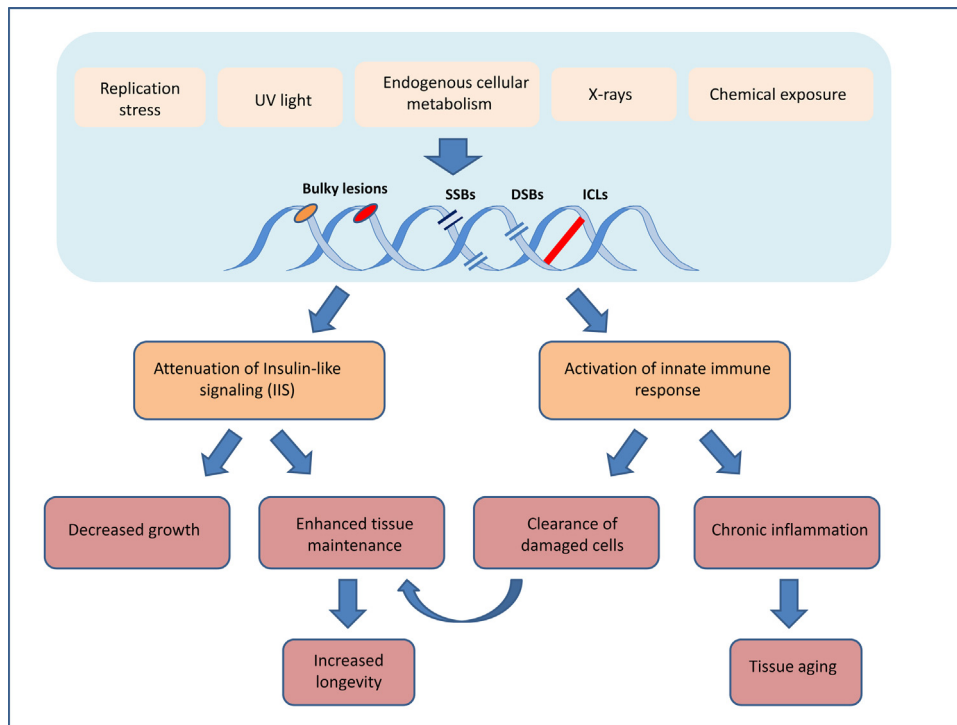 Replication
stress
UV light
Endogenous cellular
metabolism
X-rays
Chemical exposure
Bulky lesions
SSBs
DSBs
ICLs
Attenuation of Insulin-like
signaling (IIS)
Activation of innate immune
response
Decreased growth
Enhanced tissue
maintenance
Clearance of
damaged cells
Chronic inflammation
Increased
longevity
Tissue aging